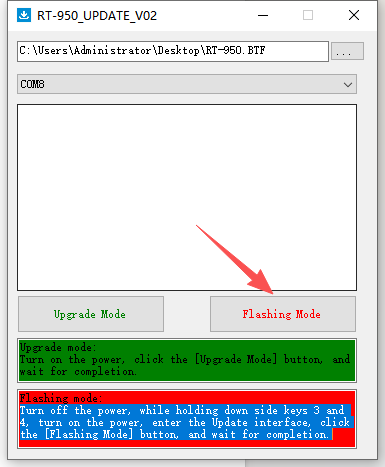 RT-950_UPDATE_V02
C:\Users\Administrator\Desktop\RT-950.BTF
...
COM8
Upgrade Mode
Flashing Mode
Upgrade mode:
Turn on the power, click the [Upgrade Mode] button, and
wait for completion.
Flashing mode:
Turn off the power, while holding down side keys 3 and
4, turn on the power, enter the Update interface, click
the [Flashing Mode] button, and wait for completion.